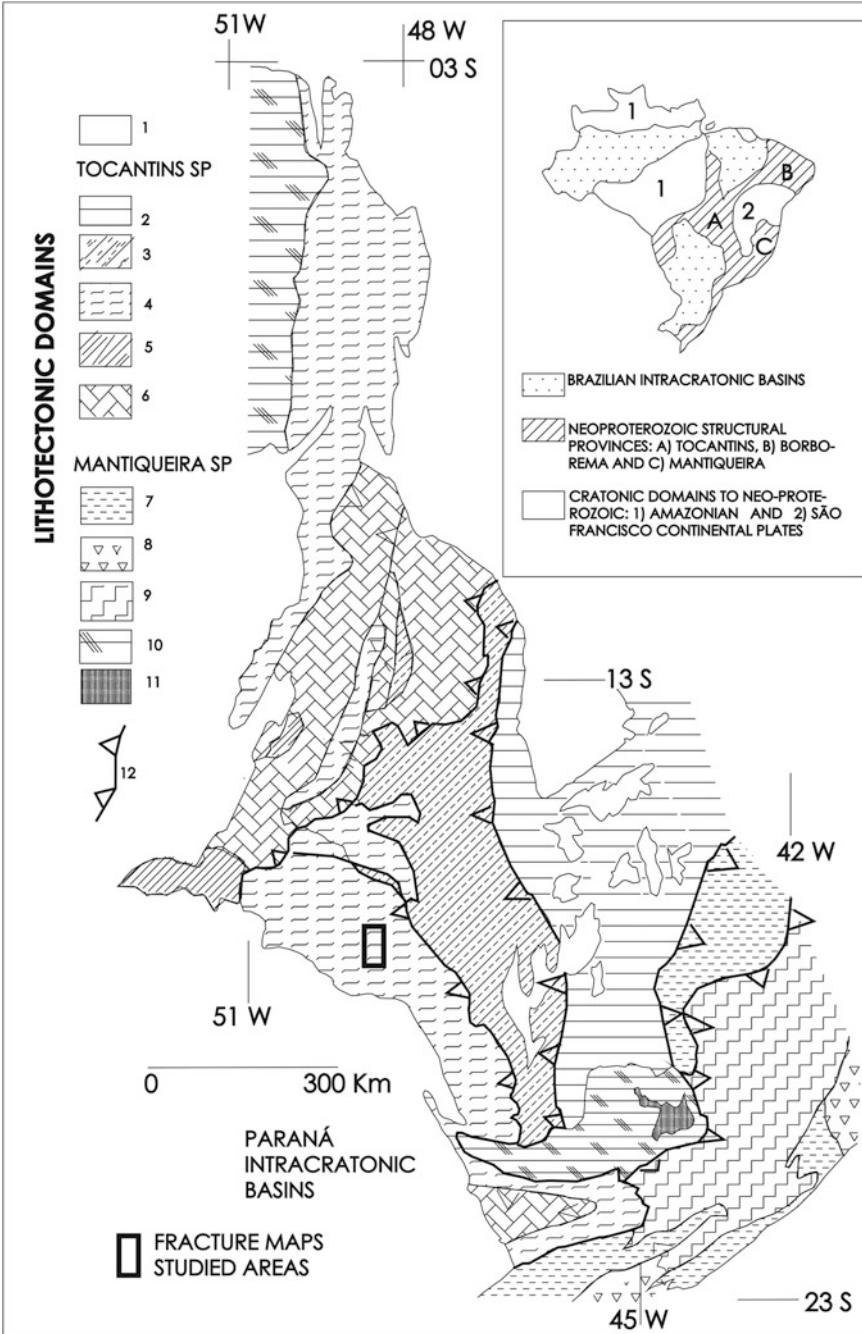 51 W
48 W
03 S
1
TOCANTINS SP
2
3
4
5
6
MANTIQUEIRA SP
7
8
9
10
11
12
LITHOTECTONIC DOMAINS
1
1
B
A
2
C
BRAZILIAN INTRACRATONIC BASINS
NEOPROTEROZOIC STRUCTURAL
PROVINCES: A) TOCANTINS, B) BORBO-
REMA AND C) MANTIQUEIRA
CRATONIC DOMAINS TO NEO-PROTE-
ROZOIC: 1) AMAZONIAN AND 2) SÃO
FRANCISCO CONTINENTAL PLATES
13 S
42 W
51 W
0 300 Km
PARANÁ
INTRACRATONIC
BASINS
FRACTURE MAPS
STUDIED AREAS
23 S
45 W